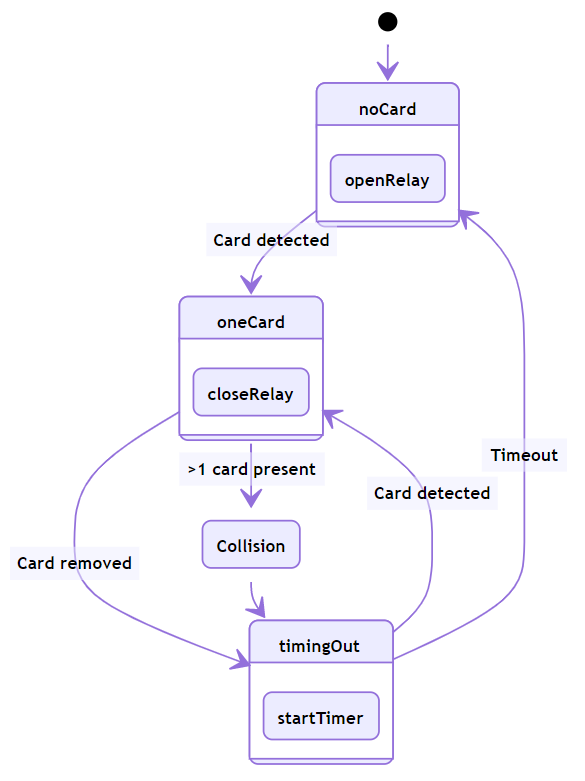 noCard
openRelay
Card detected
oneCard
closeRelay
Timeout
>1 card present
Card detected
Collision
Card removed
timingOut
startTimer